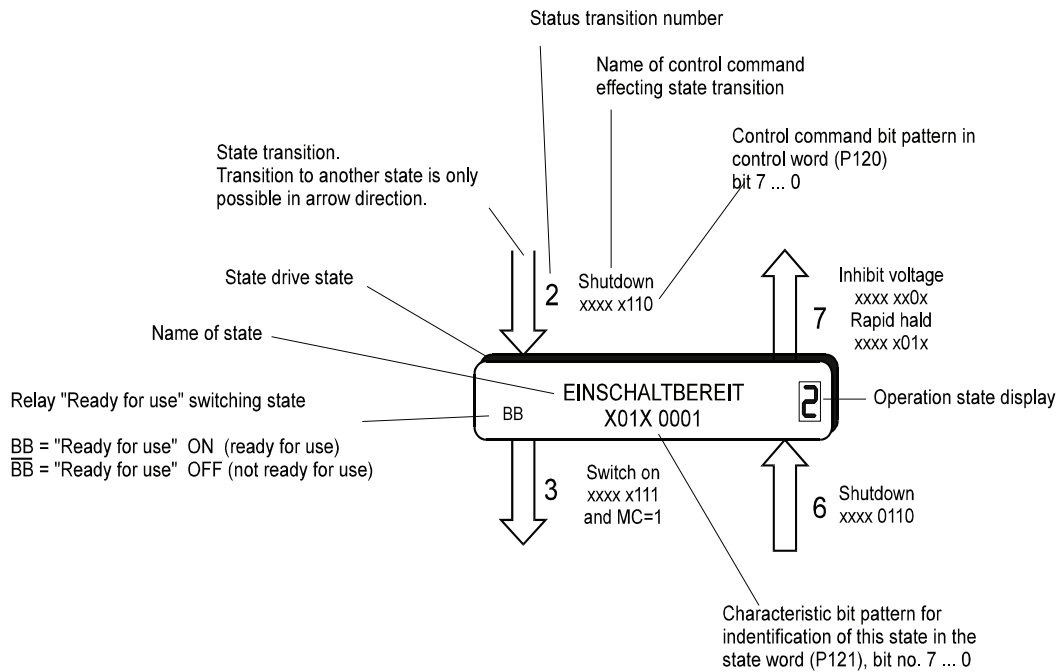 Status transition number
Name of control command
effecting state transition
Control command bit pattern in
control word (P120)
bit 7 ... 0
State transition.
Transition to another state is only
possible in arrow direction.
State drive state
2
Shutdown
xxxx x110
Inhibit voltage
xxxx xx0x
7
Rapid hald
xxxx x01x
Name of state
Relay "Ready for use" switching state
BB = "Ready for use" ON (ready for use)
B̅B̅ = "Ready for use" OFF (not ready for use)
EINSCHALTBEREIT
BB
X01X 0001
2
Operation state display
3
Switch on
xxxx x111
and MC=1
6
Shutdown
xxxx 0110
Characteristic bit pattern for
indentification of this state in the
state word (P121), bit no. 7 ... 0